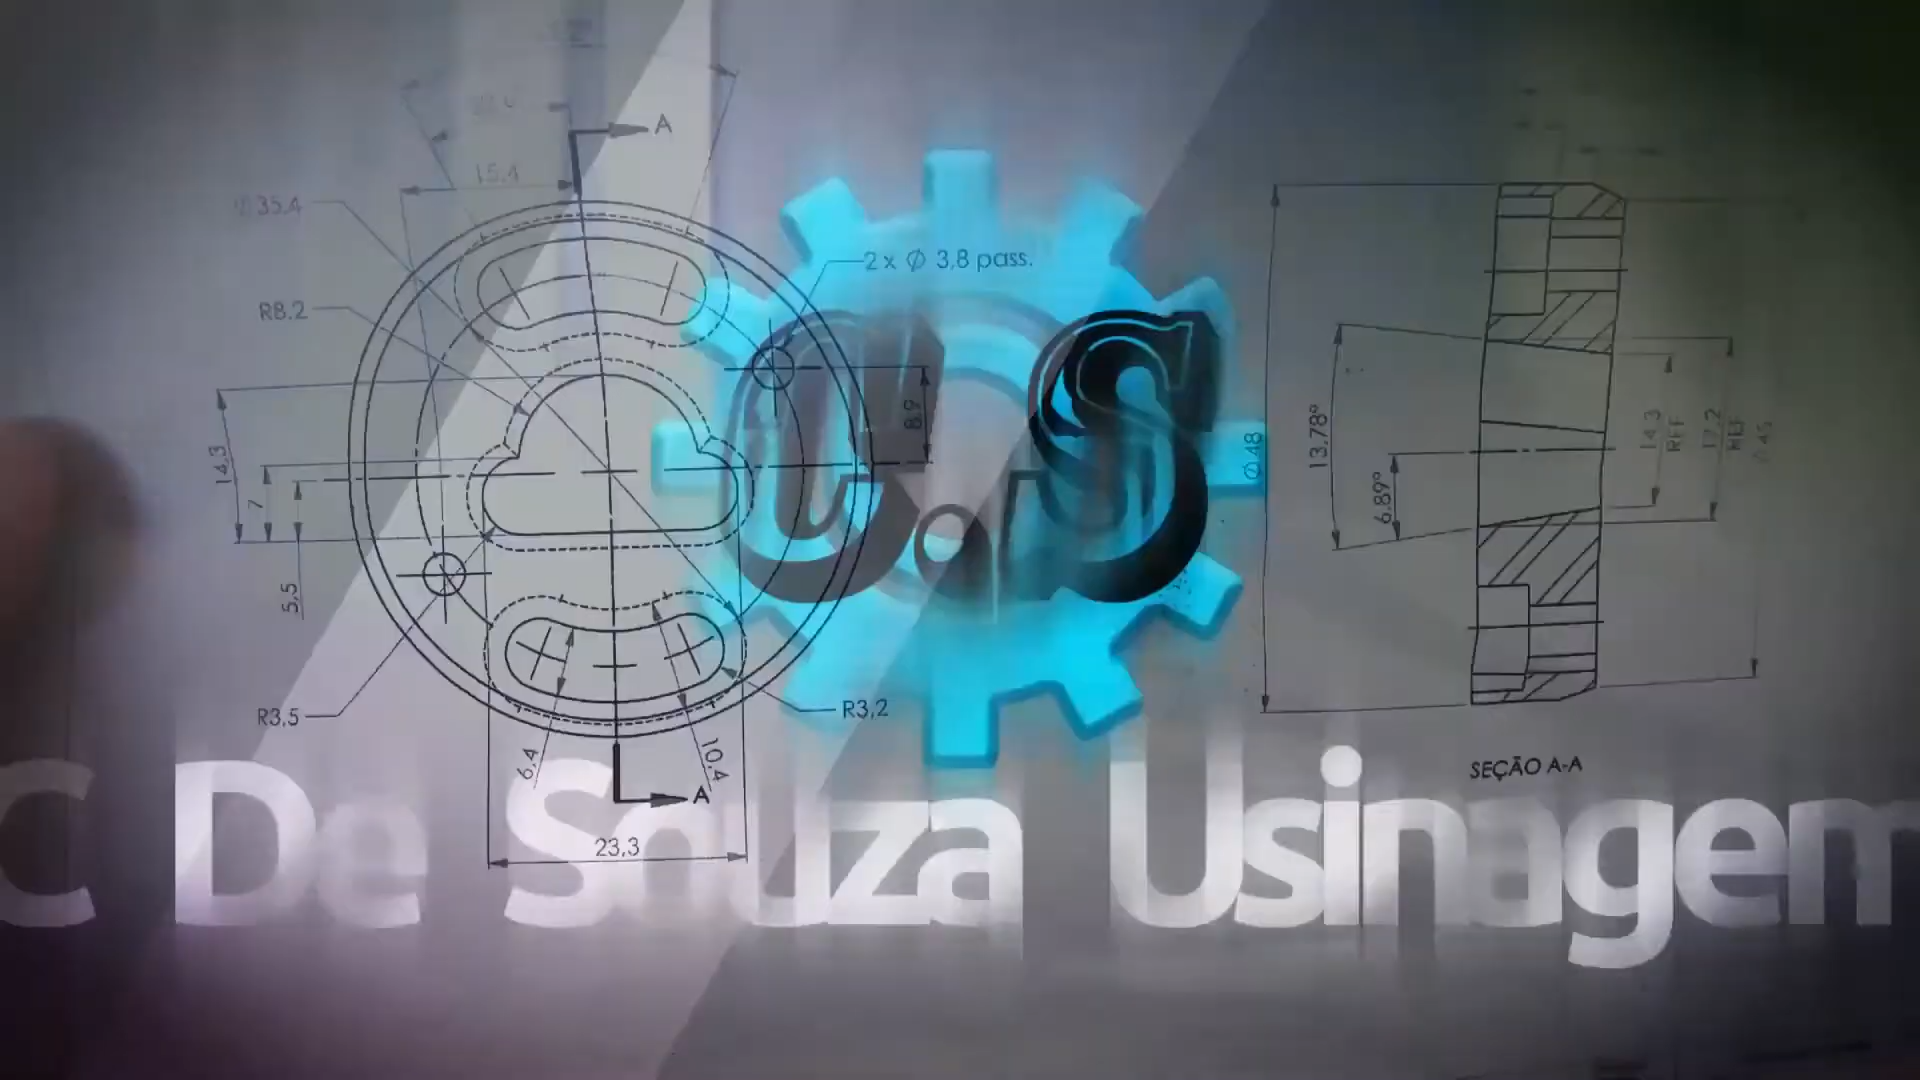 A
15,4
35,4
2 x Ø 3,8 pass.
R8,2
C.S
8,9
Ø48
13,78°
6,89°
14,3
REF
17,2
REF
14,3
7
5,5
R3,5
R3,2
6,4
10,4
A
SEÇÃO A-A
23,3
C De Souza Usinagem